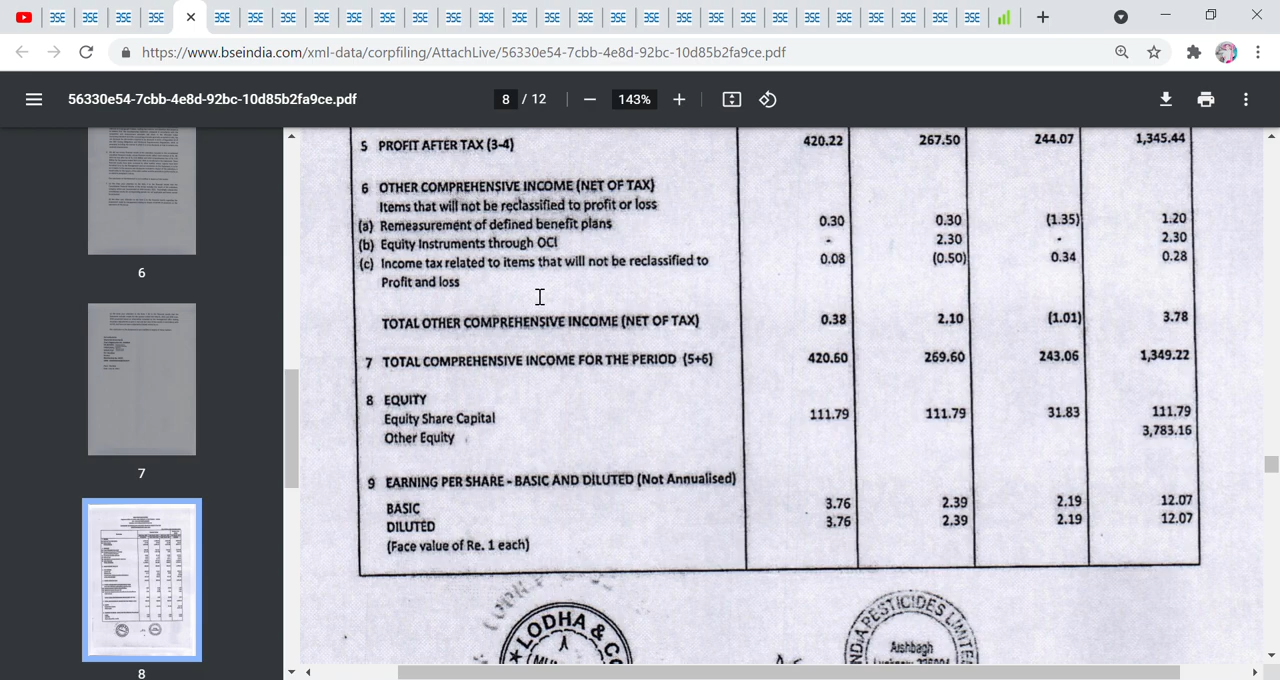 https://www.bseindia.com/xml-data/corpfiling/AttachLive/56330e54-7cbb-4e8d-92bc-10d85b2fa9ce.pdf
56330e54-7cbb-4e8d-92bc-10d85b2fa9ce.pdf 8 / 12 143%
6
7
8
5 PROFIT AFTER TAX (3-4) 420.22 267.50 244.07 1,345.44
6 OTHER COMPREHENSIVE INCOME (NET OF TAX)
Items that will not be reclassified to profit or loss
(a) Remeasurement of defined benefit plans 0.30 0.30 (1.35) 1.20
(b) Equity Instruments through OCI - 2.30 - 2.30
(c) Income tax related to items that will not be reclassified to 0.08 (0.50) 0.34 0.28
Profit and loss
TOTAL OTHER COMPREHENSIVE INCOME (NET OF TAX) 0.38 2.10 (1.01) 3.78
7 TOTAL COMPREHENSIVE INCOME FOR THE PERIOD (5+6) 420.60 269.60 243.06 1,349.22
8 EQUITY
Equity Share Capital 111.79 111.79 31.83 111.79
Other Equity 3,783.16
9 EARNING PER SHARE - BASIC AND DILUTED (Not Annualised)
BASIC 3.76 2.39 2.19 12.07
DILUTED 3.76 2.39 2.19 12.07
(Face value of Re. 1 each)
LODHA & CO
PESTICIDES
Aishbagh